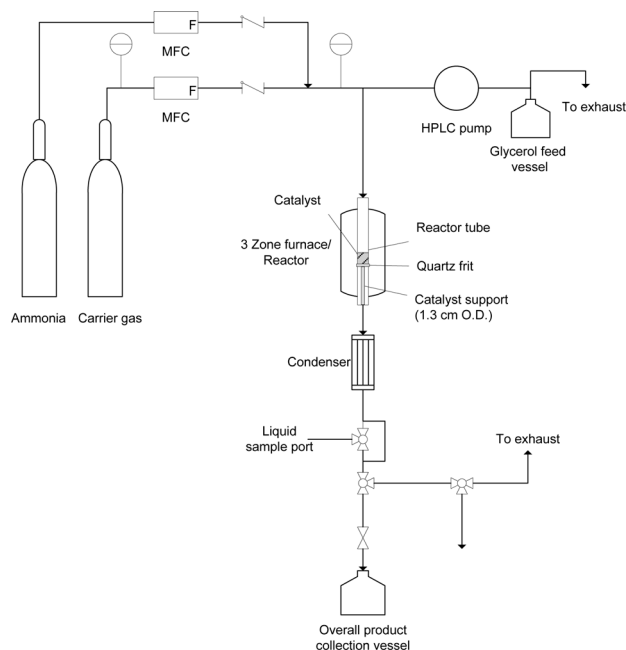 F
MFC
F
MFC
HPLC pump
To exhaust
Glycerol feed
vessel
Catalyst
Reactor tube
3 Zone furnace/
Reactor
Quartz frit
Catalyst support
(1.3 cm O.D.)
Ammonia
Carrier gas
Condenser
Liquid
sample port
To exhaust
Overall product
collection vessel